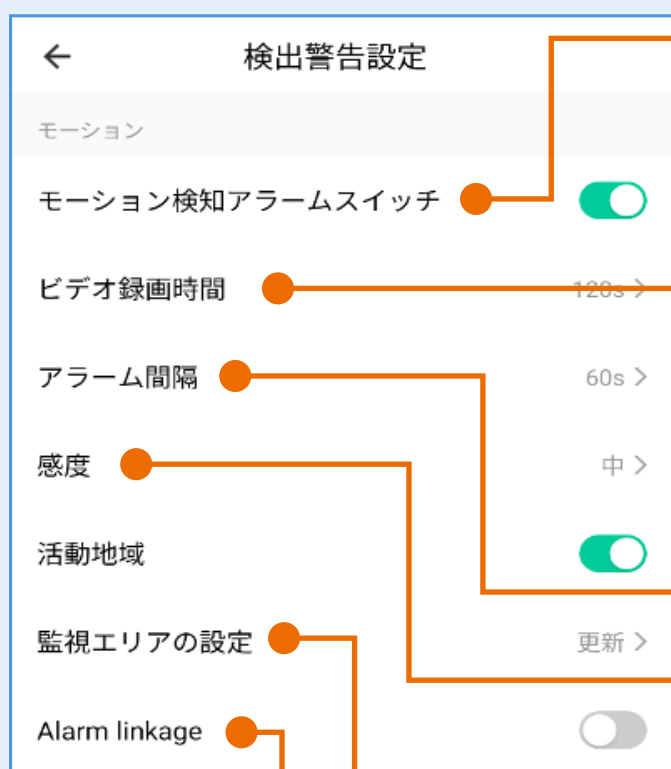 検出警告設定
モーション
モーション検知アラームスイッチ
ビデオ録画時間 120s
アラーム間隔 60s
感度 中
活動地域
監視エリアの設定 更新
Alarm linkage